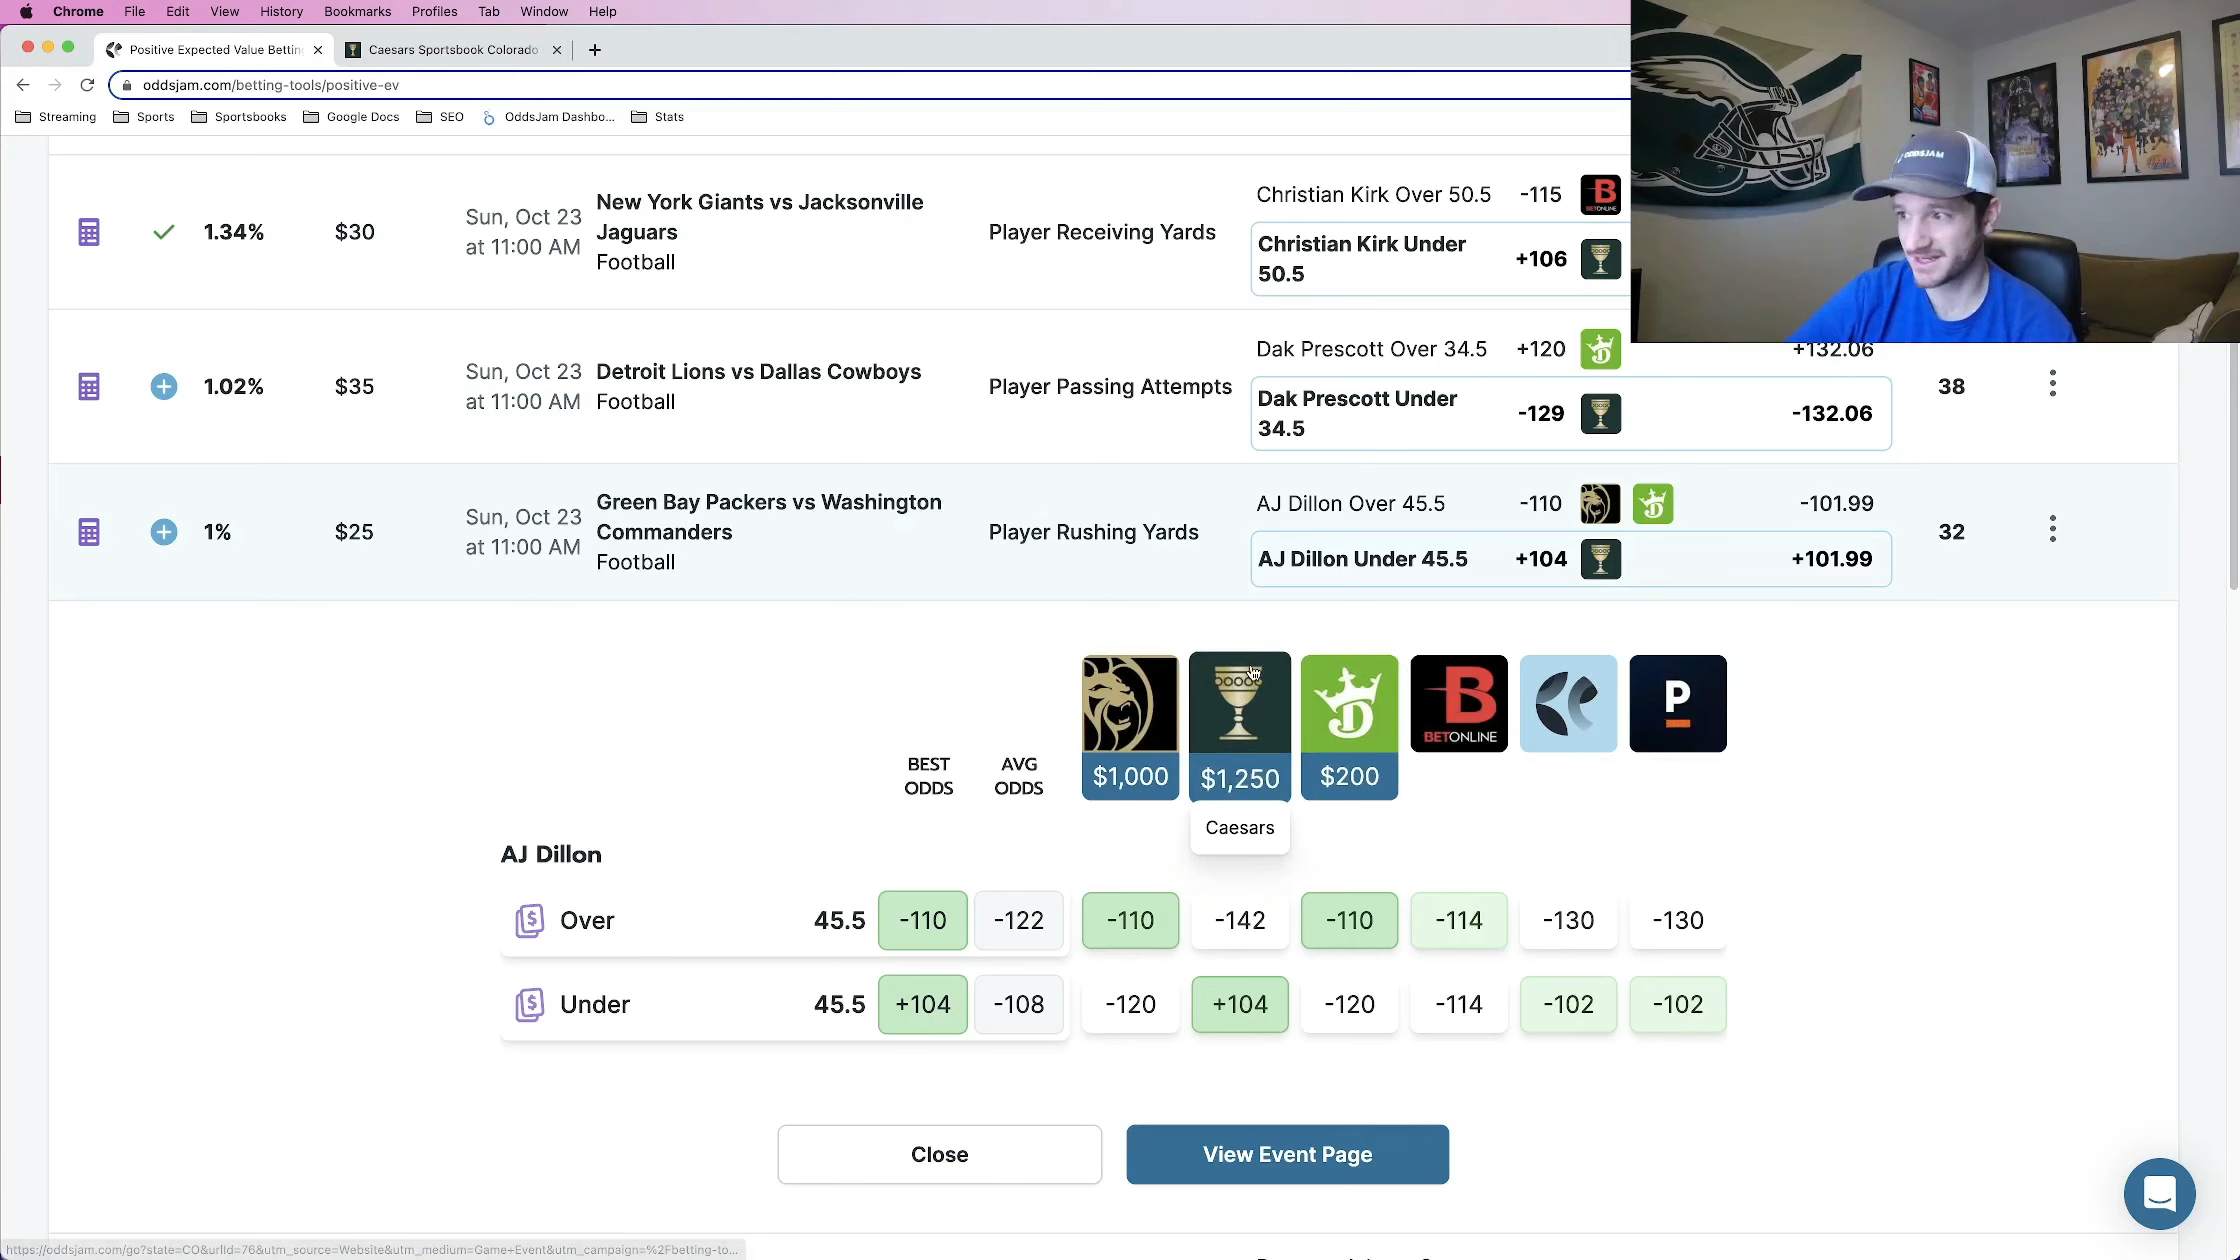 Chrome File Edit View History Bookmarks Profiles Tab Window Help
Positive Expected Value Bettin
Caesars Sportsbook Colorado
oddsjam.com/betting-tools/positive-ev
Streaming Sports Sportsbooks Google Docs SEO OddsJam Dashbo... Stats
ODDSJAM
1.34% $30
Sun, Oct 23
at 11:00 AM
New York Giants vs Jacksonville
Jaguars
Football
Player Receiving Yards
Christian Kirk Over 50.5 -115
B
BETONLINE
Christian Kirk Under
50.5
+106
1.02% $35
Sun, Oct 23
at 11:00 AM
Detroit Lions vs Dallas Cowboys
Football
Player Passing Attempts
Dak Prescott Over 34.5 +120 +132.06
Dak Prescott Under
34.5
-129 -132.06
38
1% $25
Sun, Oct 23
at 11:00 AM
Green Bay Packers vs Washington
Commanders
Football
Player Rushing Yards
AJ Dillon Over 45.5 -110 -101.99
AJ Dillon Under 45.5 +104 +101.99
32
BEST
ODDS
AVG
ODDS
B
BETONLINE
P
$1,000 $1,250 $200
Caesars
AJ Dillon
Over 45.5 -110 -122 -110 -142 -110 -114 -130 -130
Under 45.5 +104 -108 -120 +104 -120 -114 -102 -102
Close View Event Page
https://oddsjam.com/go?state=CO&urlId=76&utm_source=Website&utm_medium=Game+Event&utm_campaign=%2Fbetting-to...